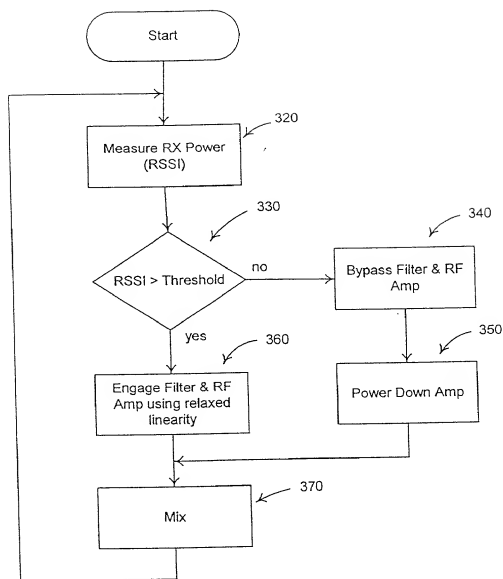 Start
320
Measure RX Power
(RSSI)
330
340
RSSI > Threshold
no
Bypass Filter & RF
Amp
yes
360
350
Engage Filter & RF
Amp using relaxed
linearity
Power Down Amp
370
Mix